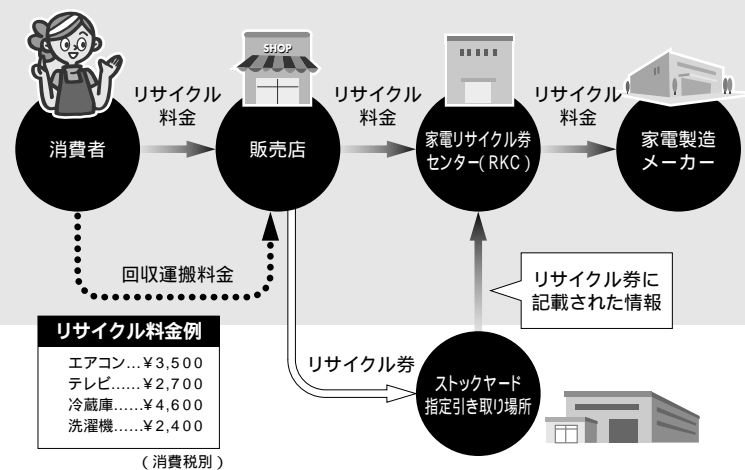 SHOP
リサイクル
料金
リサイクル
料金
リサイクル
料金
消費者
販売店
家電リサイクル券
センター(RKC)
家電製造
メーカー
回収運搬料金
リサイクル券に
記載された情報
リサイクル料金例
エアコン…¥3,500
テレビ……¥2,700
冷蔵庫……¥4,600
洗濯機……¥2,400
(消費税別)
リサイクル券
ストックヤード
指定引き取り場所